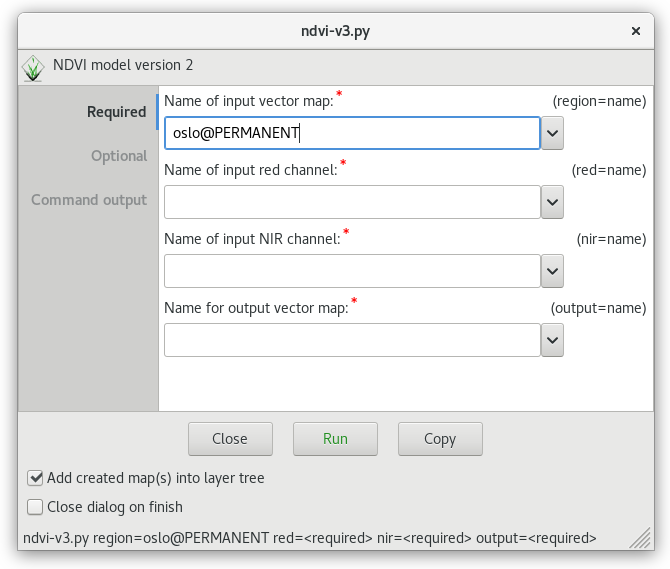 ndvi-v3.py
NDVI model version 2
Required
Optional
Command output
Name of input vector map:* (region=name)
oslo@PERMANENT
Name of input red channel:* (red=name)
Name of input NIR channel:* (nir=name)
Name for output vector map:* (output=name)
Close Run Copy
Add created map(s) into layer tree
Close dialog on finish
ndvi-v3.py region=oslo@PERMANENT red=<required> nir=<required> output=<required>